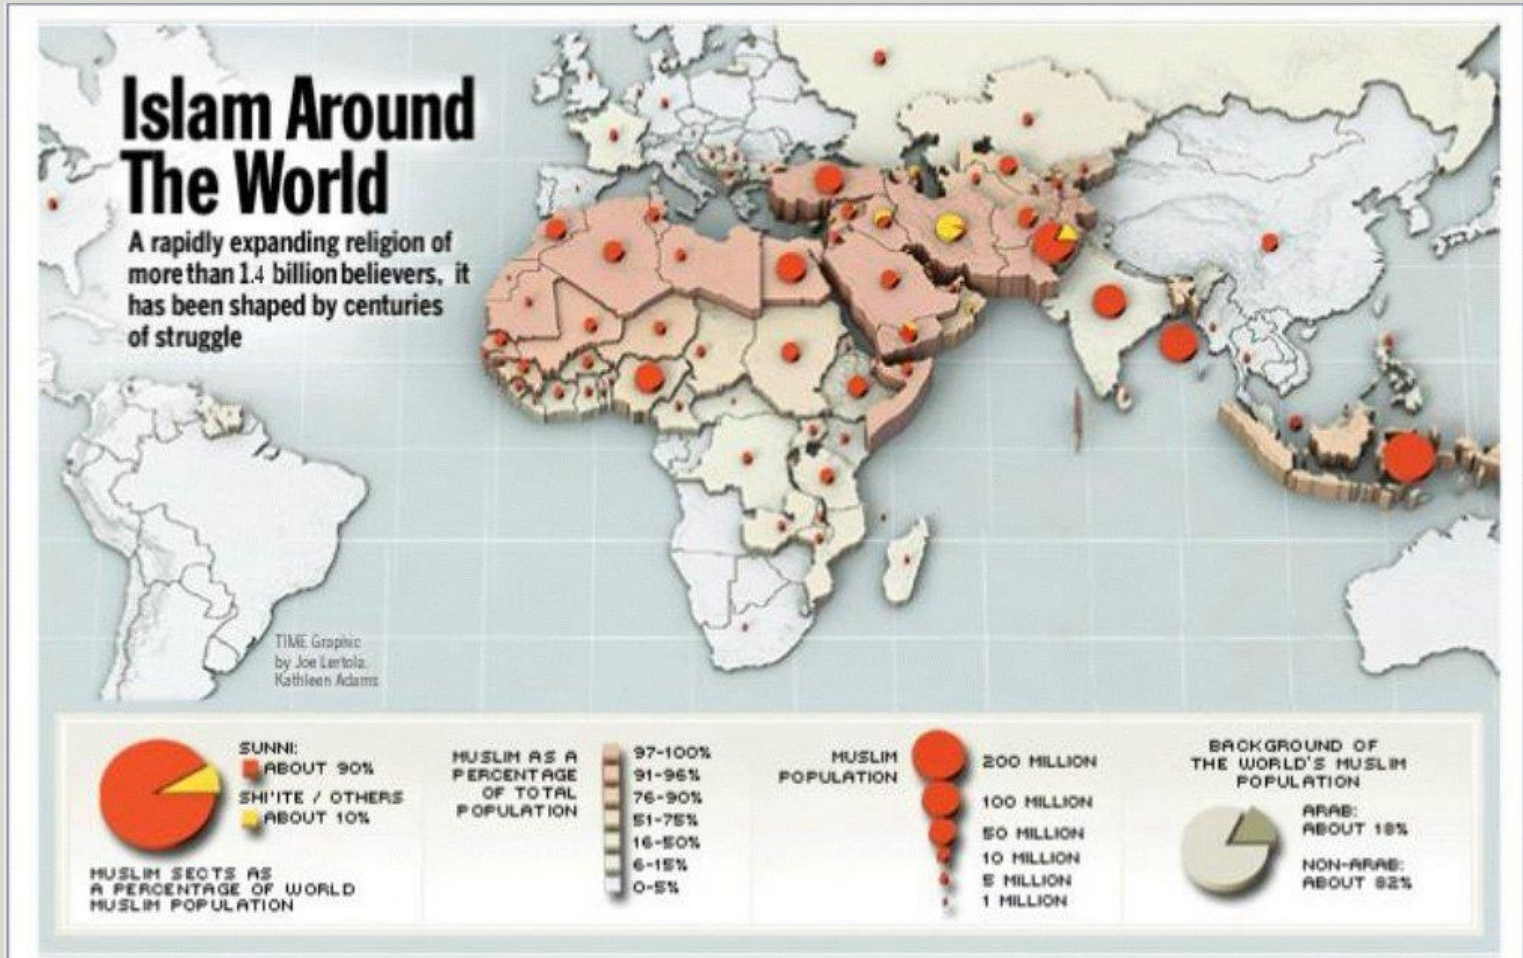 Islam Around
The World
A rapidly expanding religion of
more than 1.4 billion believers, it
has been shaped by centuries
of struggle
TIME Graphic
by Joe Lertola,
Kathleen Adams
SUNNI:
ABOUT 90%
SHI'ITE / OTHERS
ABOUT 10%
MUSLIM SECTS AS
A PERCENTAGE OF WORLD
MUSLIM POPULATION
MUSLIM AS A
PERCENTAGE
OF TOTAL
POPULATION
97-100%
91-96%
76-90%
51-75%
16-50%
6-15%
0-5%
MUSLIM
POPULATION
200 MILLION
100 MILLION
50 MILLION
10 MILLION
5 MILLION
1 MILLION
BACKGROUND OF
THE WORLD'S MUSLIM
POPULATION
ARAB:
ABOUT 18%
NON-ARAB:
ABOUT 82%